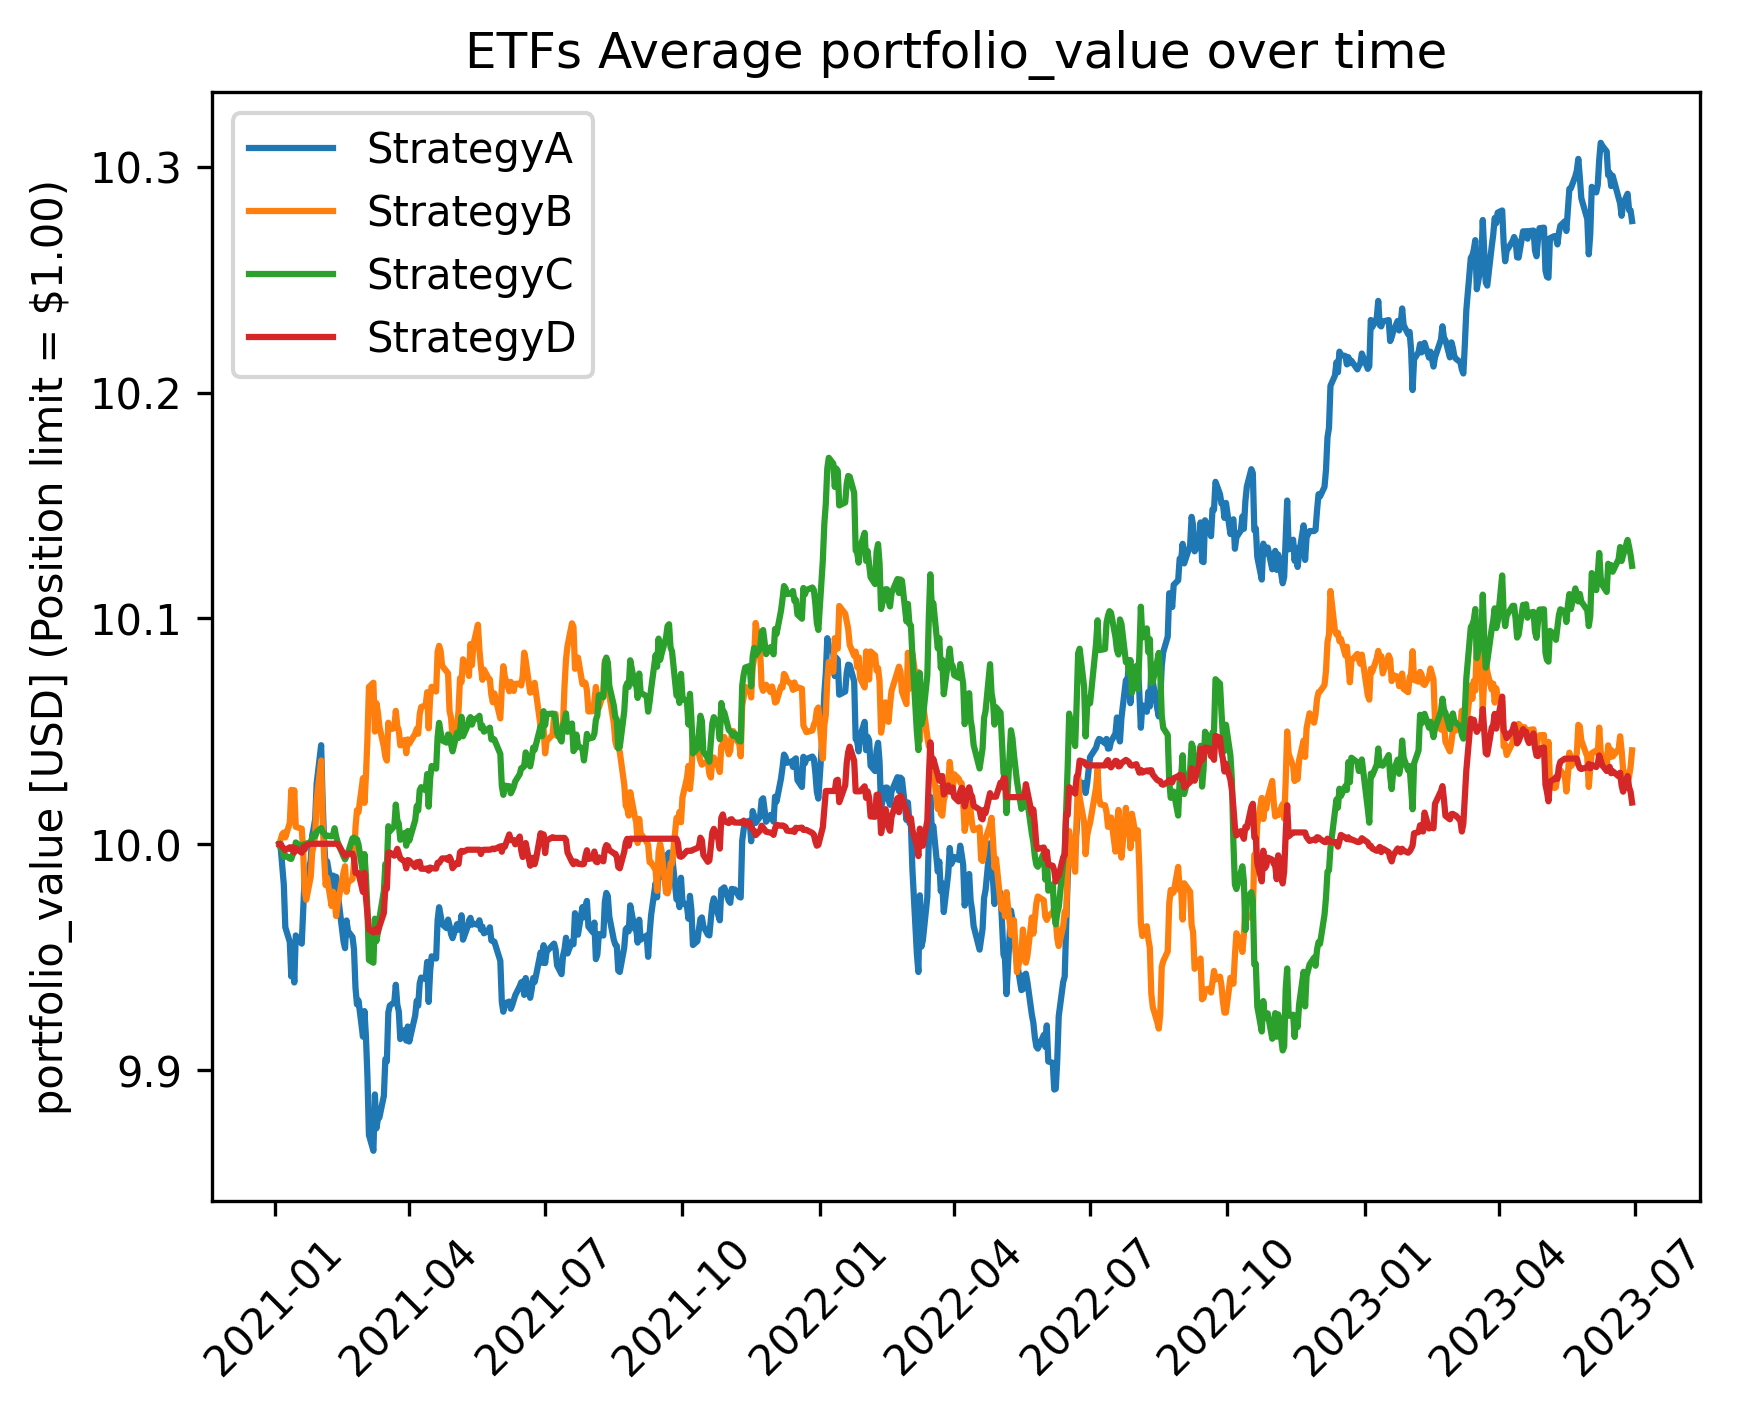 ETFs Average portfolio_value over time
portfolio_value [USD] (Position limit = $1.00)
StrategyA
StrategyB
StrategyC
StrategyD
10.3
10.2
10.1
10.0
9.9
2021-01
2021-04
2021-07
2021-10
2022-01
2022-04
2022-07
2022-10
2023-01
2023-04
2023-07